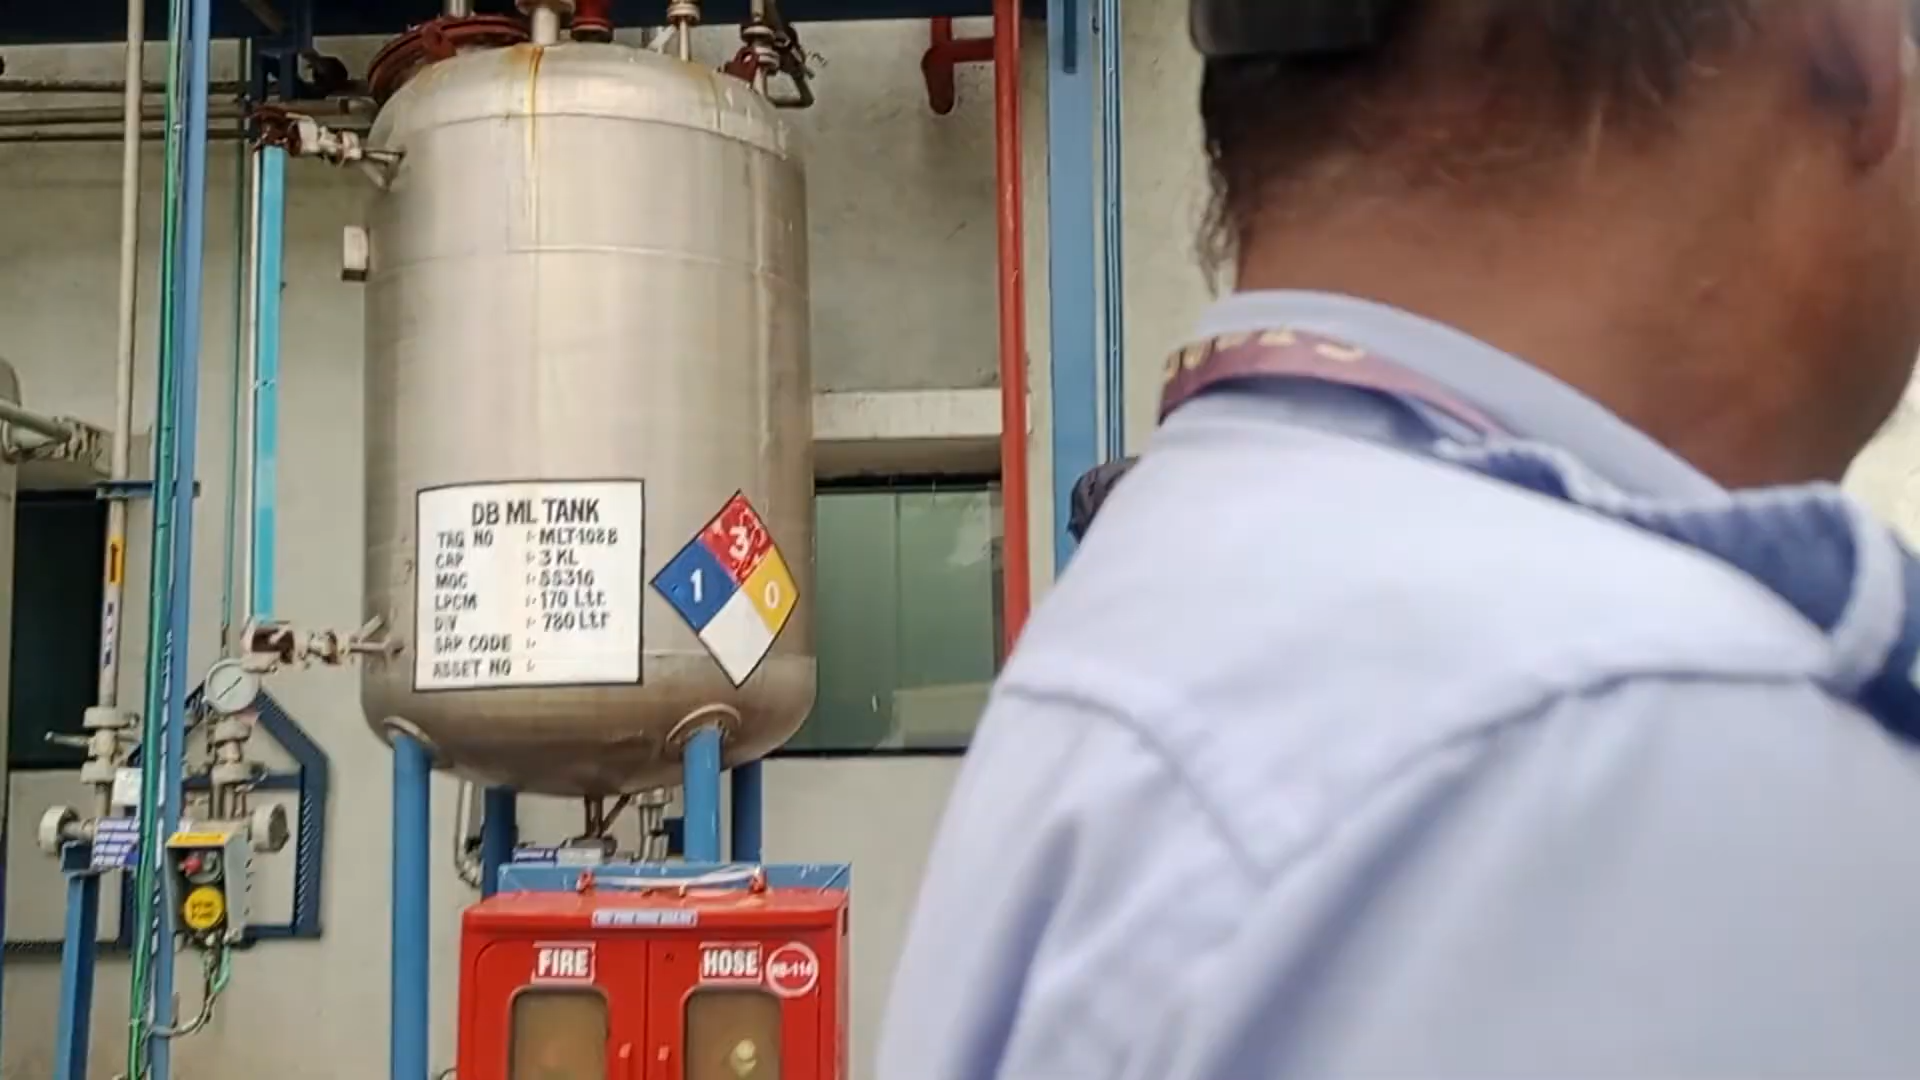 DB ML TANK
TAG NO :- MLT-108B
CAP :- 3 KL
MOC :- SS316
LPCM :- 170 Ltr.
D/V :- 780 Ltr
SAP CODE :-
ASSET NO :-
3
1
0
FIRE
HOSE